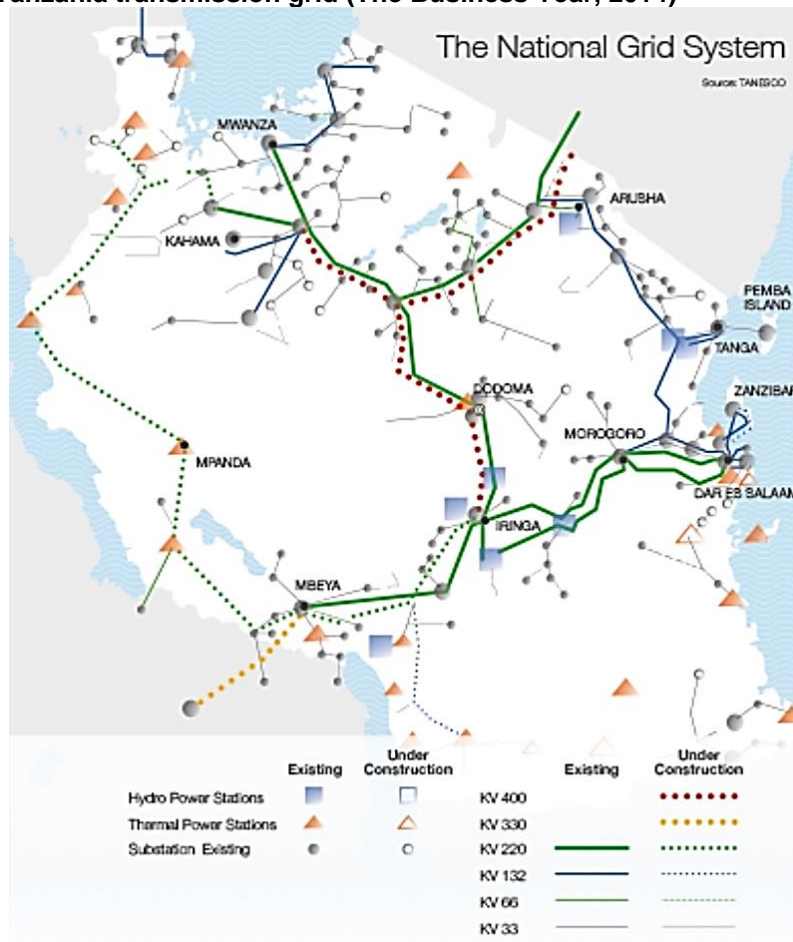 Tanzania transmission grid (The Business Year, 2014)
The National Grid System
Source: TANESCO
MWANZA
ARUSHA
KAHAMA
PEMBA
ISLAND
TANGA
DODOMA
ZANZIBAR
MOROGORO
MPANDA
DAR ES SALAAM
IRINGA
MBEYA
Existing
Under
Construction
Existing
Under
Construction
Hydro Power Stations
KV 400
Thermal Power Stations
KV 330
Substation Existing
KV 220
KV 132
KV 66
KV 33